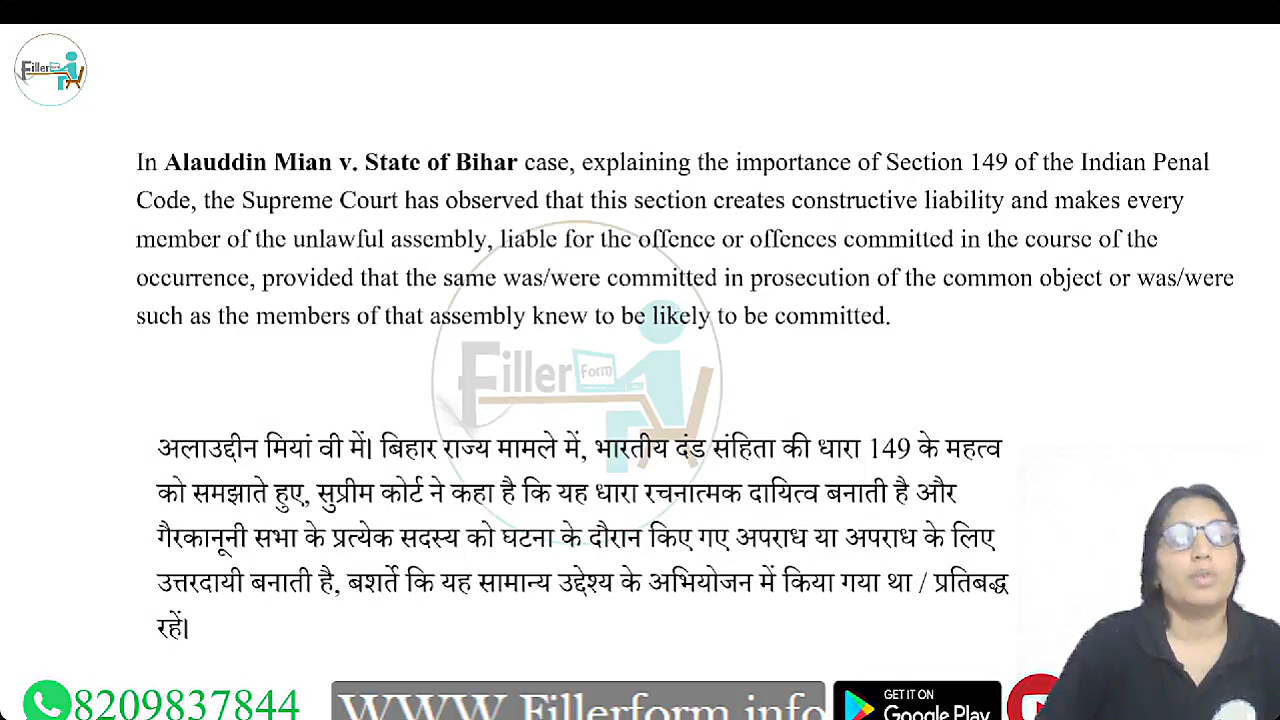 Filler
In Alauddin Mian v. State of Bihar case, explaining the importance of Section 149 of the Indian Penal
Code, the Supreme Court has observed that this section creates constructive liability and makes every
member of the unlawful assembly, liable for the offence or offences committed in the course of the
occurrence, provided that the same was/were committed in prosecution of the common object or was/were
such as the members of that assembly knew to be likely to be committed.
Filler Form
अलाउद्दीन मियां वी में। बिहार राज्य मामले में, भारतीय दंड संहिता की धारा 149 के महत्व
को समझाते हुए, सुप्रीम कोर्ट ने कहा है कि यह धारा रचनात्मक दायित्व बनाती है और
गैरकानूनी सभा के प्रत्येक सदस्य को घटना के दौरान किए गए अपराध या अपराध के लिए
उत्तरदायी बनाती है, बशर्ते कि यह सामान्य उद्देश्य के अभियोजन में किया गया था / प्रतिबद्ध
रहें।
8209837844
WWW.Fillerform.info
GET IT ON
Google Play